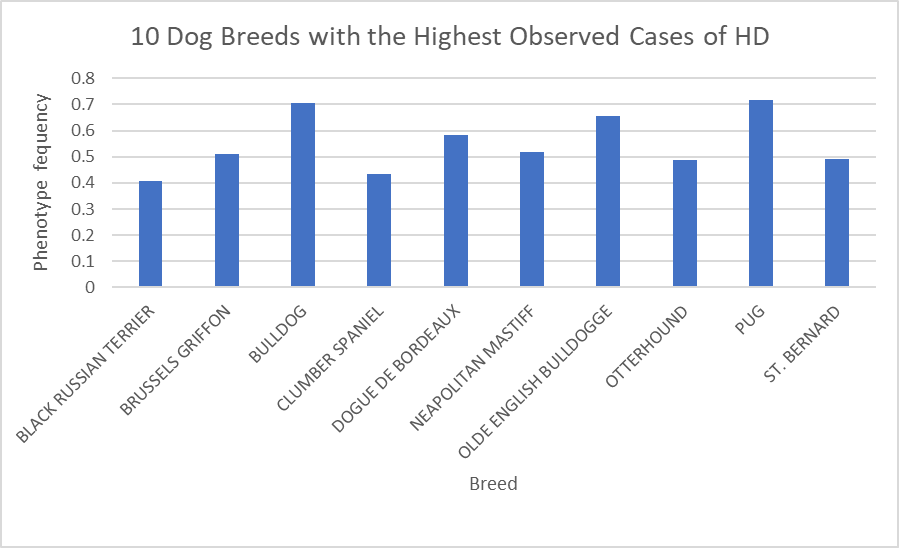 10 Dog Breeds with the Highest Observed Cases of HD
0.8
0.7
0.6
0.5
0.4
0.3
0.2
0.1
0
Phenotype fequency
BLACK RUSSIAN TERRIER
BRUSSELS GRIFFON
BULLDOG
CLUMBER SPANIEL
DOGUE DE BORDEAUX
NEAPOLITAN MASTIFF
OLDE ENGLISH BULLDOGGE
OTTERHOUND
PUG
ST. BERNARD
Breed